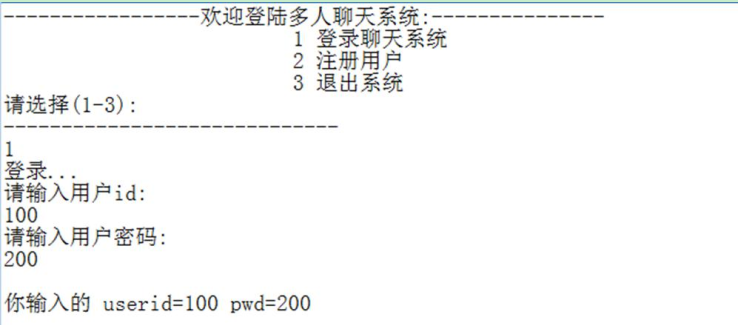 -----------------欢迎登陆多人聊天系统:---------------
1 登录聊天系统
2 注册用户
3 退出系统
请选择(1-3):
-----------------------------
1
登录...
请输入用户id:
100
请输入用户密码:
200
你输入的 userid=100 pwd=200